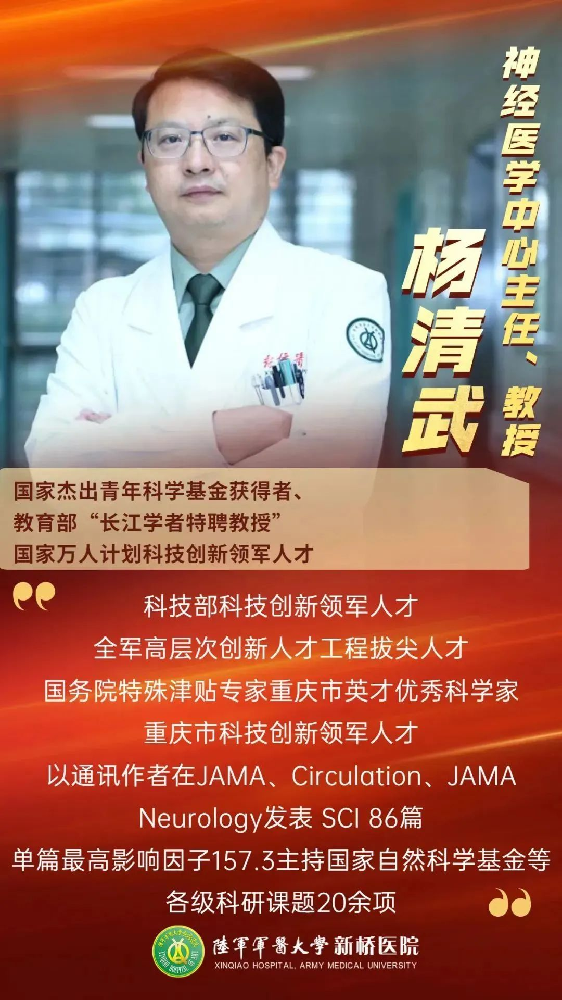 神经医学中心主任、教授
杨清武
国家杰出青年科学基金获得者、
教育部“长江学者特聘教授”
国家万人计划科技创新领军人才
科技部科技创新领军人才
全军高层次创新人才工程拔尖人才
国务院特殊津贴专家重庆市英才优秀科学家
重庆市科技创新领军人才
以通讯作者在JAMA、Circulation、JAMA
Neurology发表 SCI 86篇
单篇最高影响因子157.3主持国家自然科学基金等
各级科研课题20余项
陸軍軍醫大學新桥医院
XINQIAO HOSPITAL, ARMY MEDICAL UNIVERSITY
XINQIAO HOSPITAL OF AMU